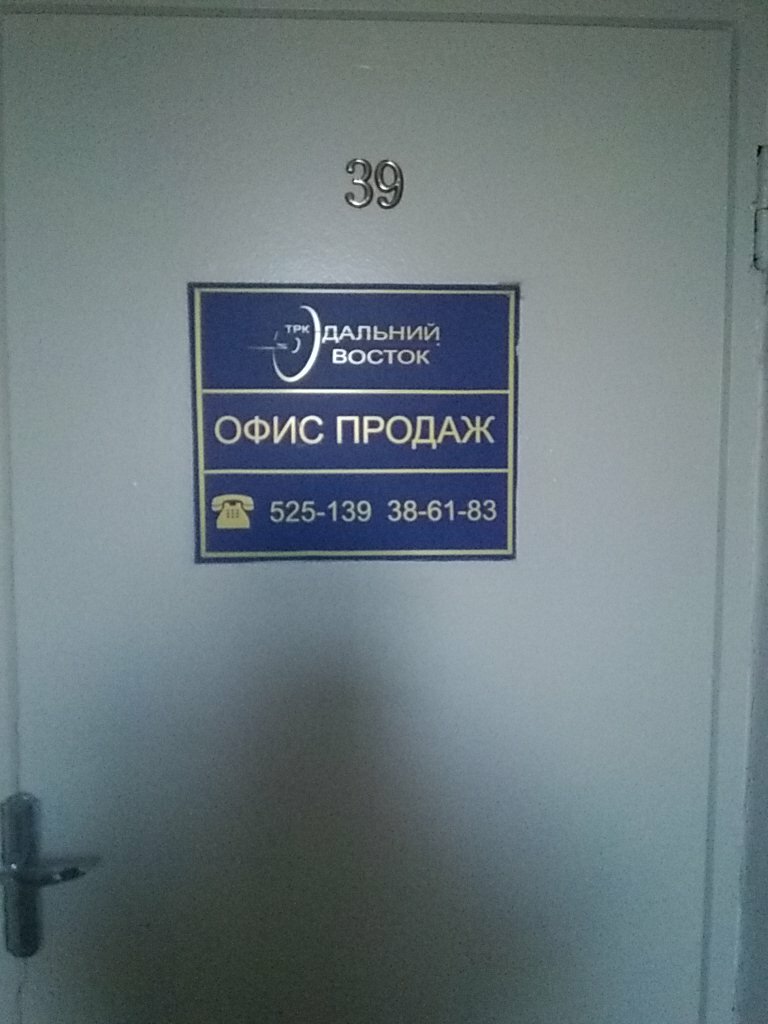 39
ТРК ДАЛЬНИЙ
ВОСТОК
ОФИС ПРОДАЖ
525-139 38-61-83